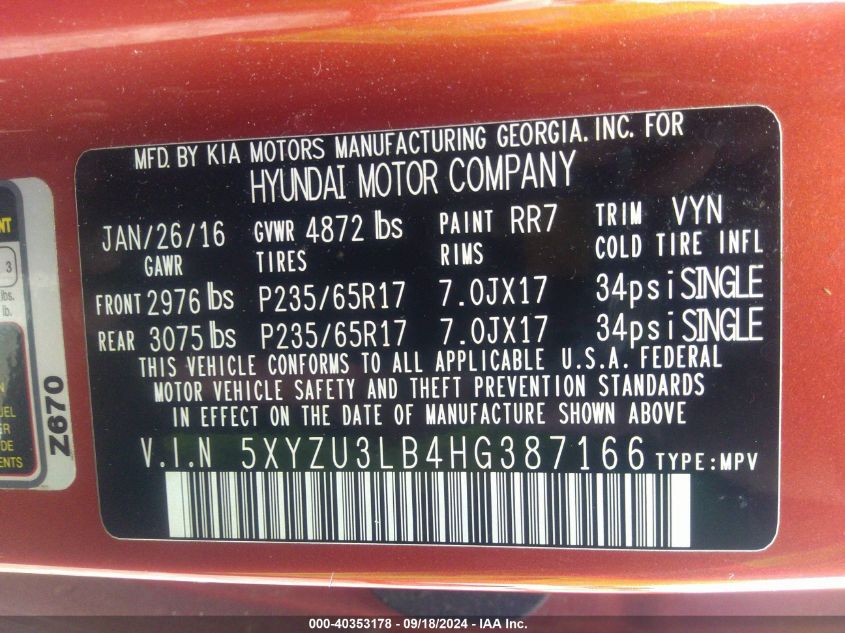 MFD. BY KIA MOTORS MANUFACTURING GEORGIA. INC. FOR
HYUNDAI MOTOR COMPANY
JAN/26/16 GVWR 4872 lbs PAINT RR7 TRIM VYN
GAWR TIRES RIMS COLD TIRE INFL
FRONT 2976 lbs P235/65R17 7.0JX17 34psi SINGLE
REAR 3075 lbs P235/65R17 7.0JX17 34psi SINGLE
THIS VEHICLE CONFORMS TO ALL APPLICABLE U.S.A. FEDERAL
MOTOR VEHICLE SAFETY AND THEFT PREVENTION STANDARDS
IN EFFECT ON THE DATE OF MANUFACTURE SHOWN ABOVE
V.I.N 5XYZU3LB4HG387166 TYPE:MPV
3
lbs.
lb.
Z670
000-40353178 - 09/18/2024 - IAA Inc.